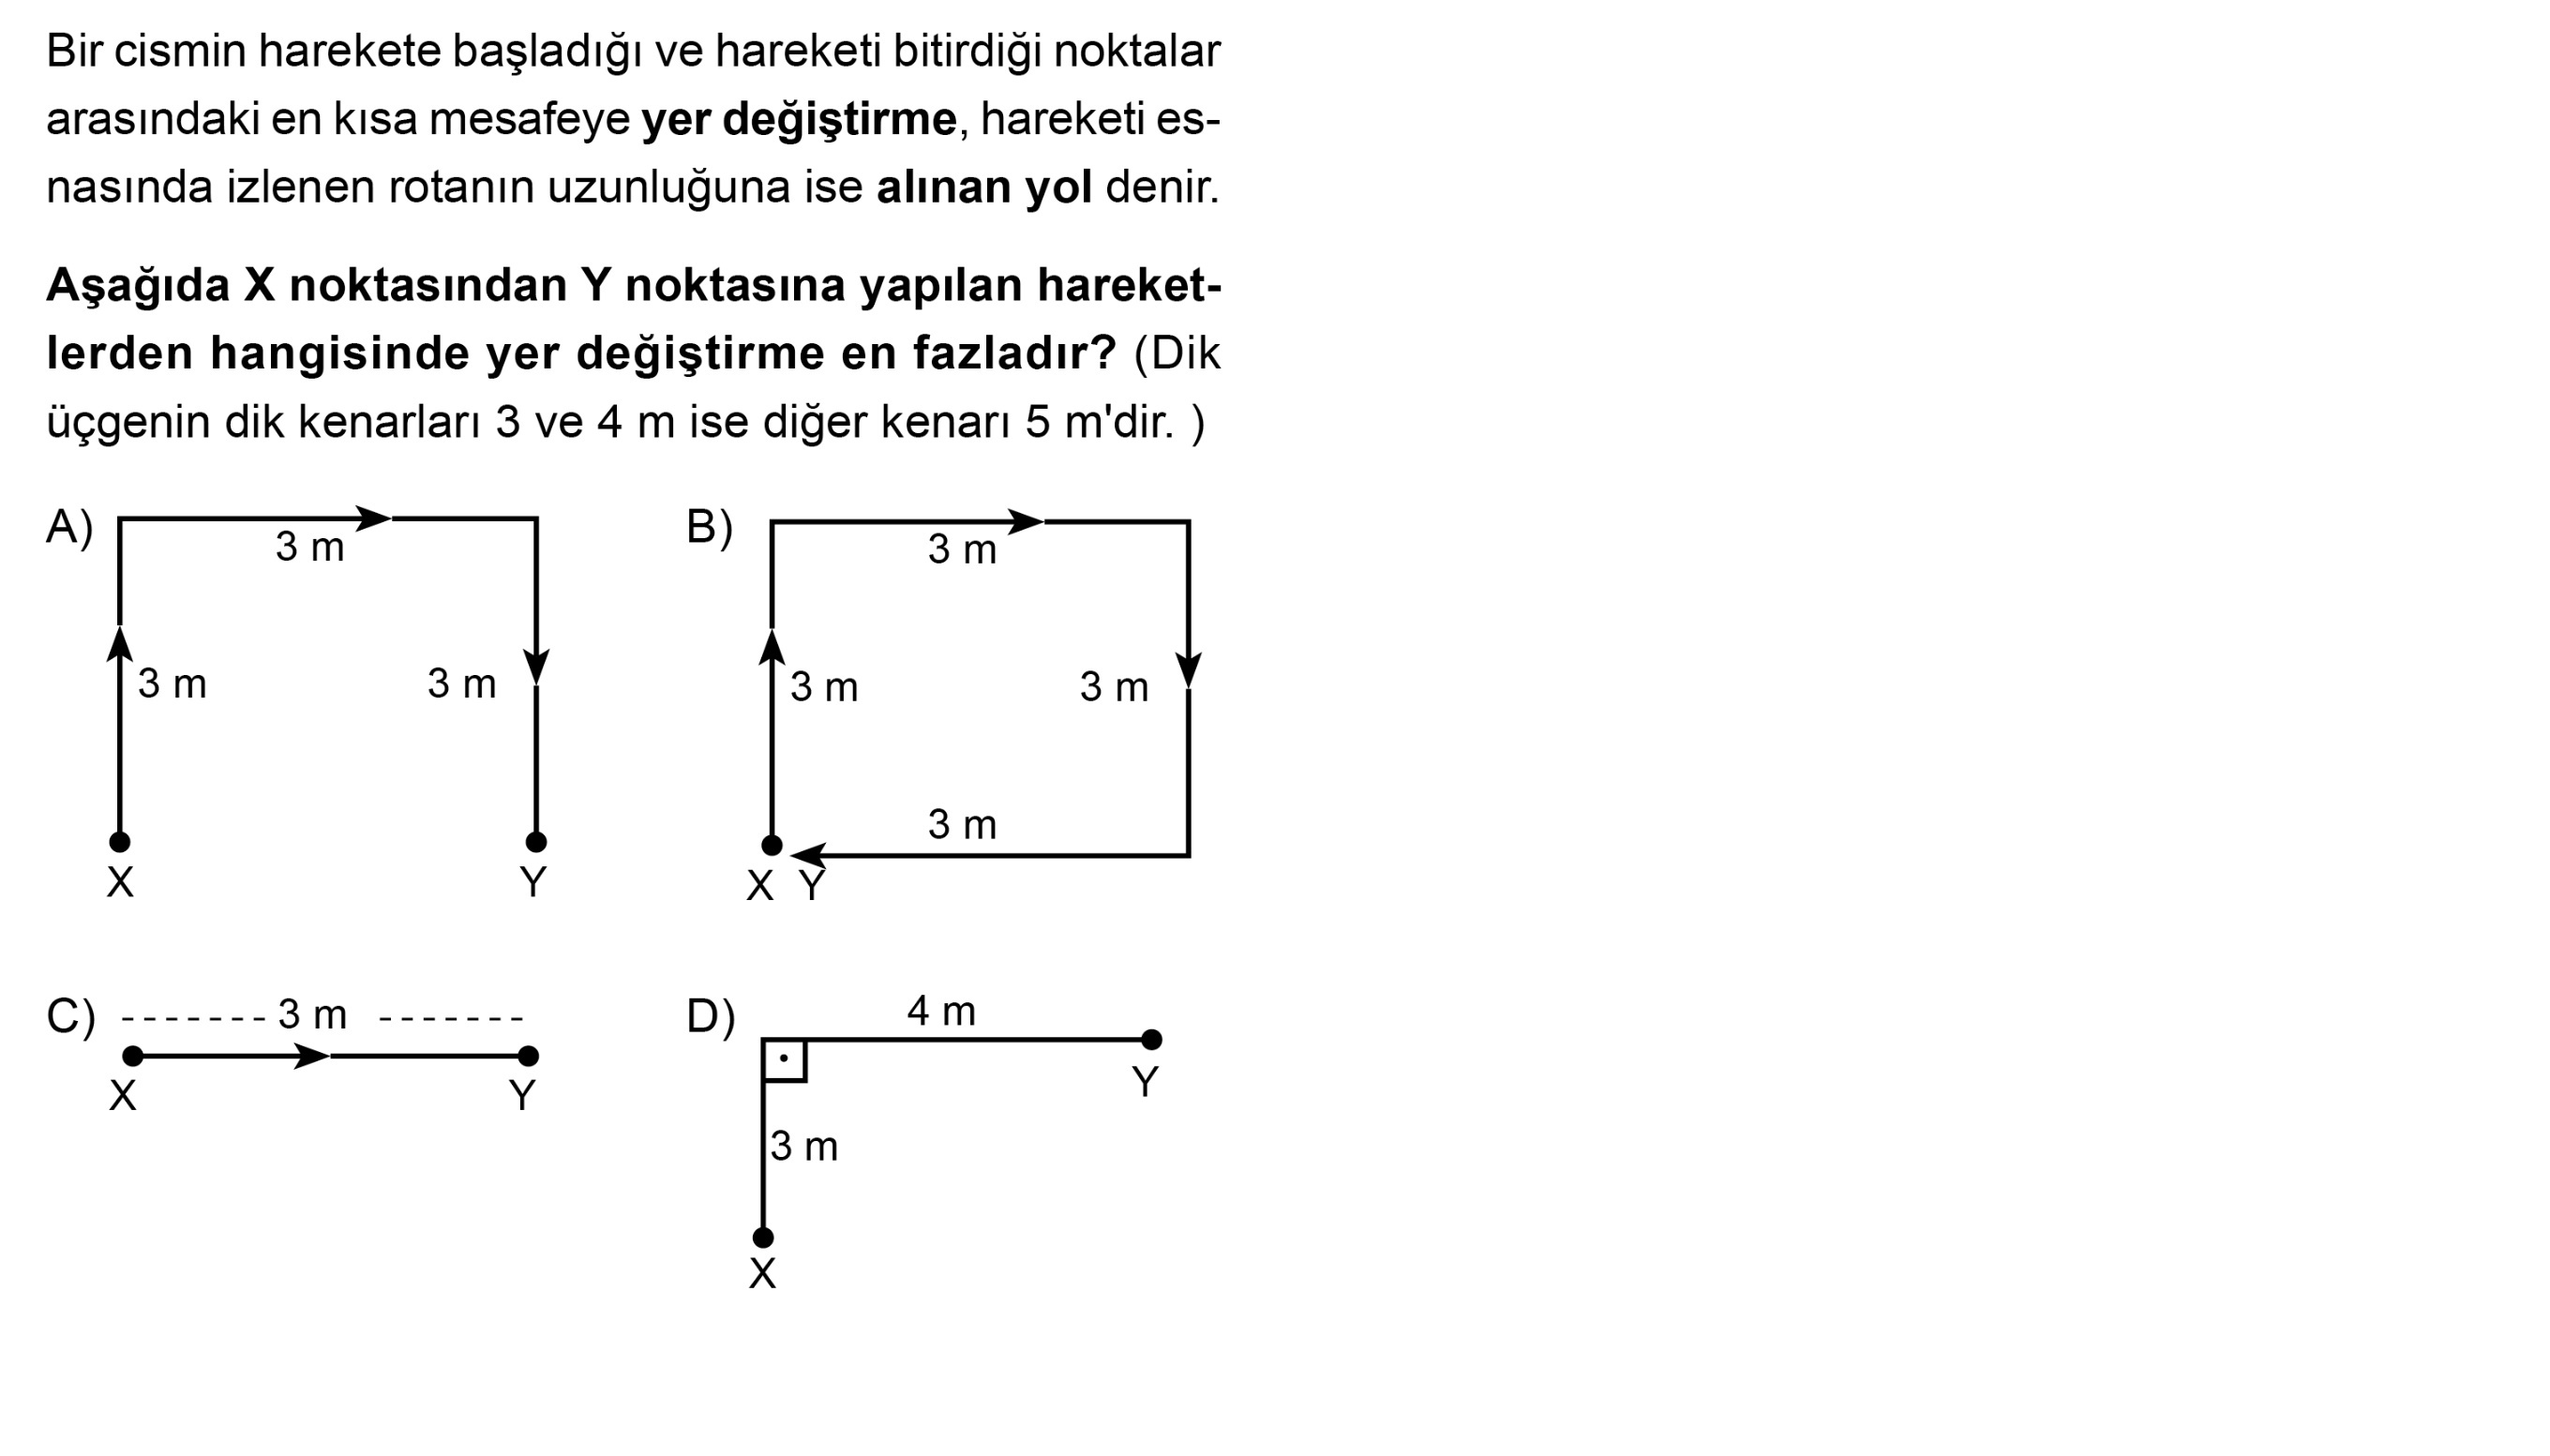 Bir cismin harekete başladığı ve hareketi bitirdiği noktalar
arasındaki en kısa mesafeye yer değiştirme, hareketi es-
nasında izlenen rotanın uzunluğuna ise alınan yol denir.
Aşağıda X noktasından Y noktasına yapılan hareket-
lerden hangisinde yer değiştirme en fazladır? (Dik
üçgenin dik kenarları 3 ve 4 m ise diğer kenarı 5 m'dir. )
A)
3 m
3 m
3 m
X
Y
B)
3 m
3 m
3 m
3 m
X Y
C)
------- 3 m -------
X
Y
D)
4 m
Y
3 m
X